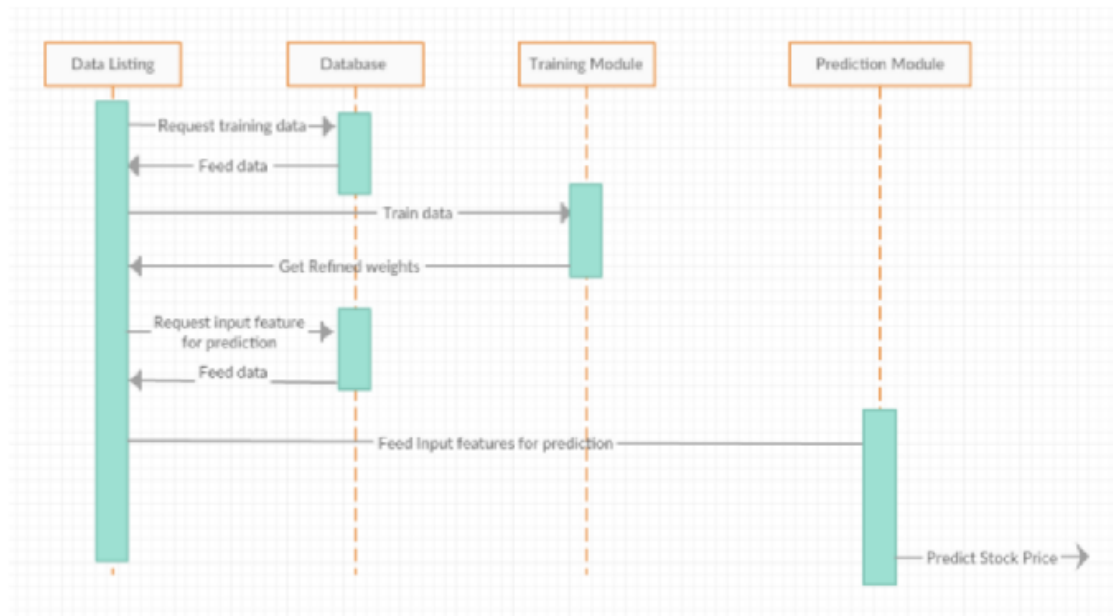 Data Listing
Database
Training Module
Prediction Module
Request training data
Feed data
Train data
Get Refined weights
Request input feature
for prediction
Feed data
Feed Input features for prediction
Predict Stock Price